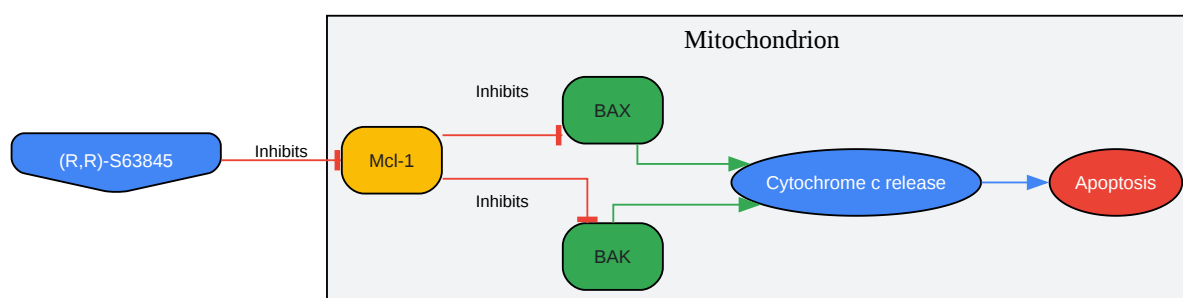 Mitochondrion
(R,R)-S63845
Inhibits
Mcl-1
Inhibits
BAX
Inhibits
BAK
Cytochrome c release
Apoptosis